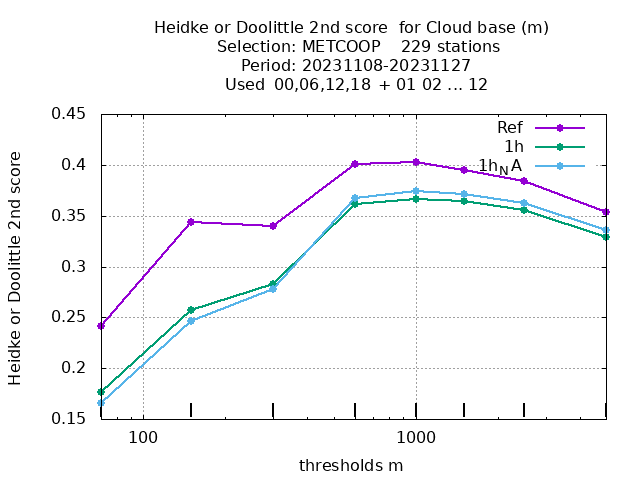 Heidke or Doolittle 2nd score  for Cloud base (m)
Selection: METCOOP    229 stations
Period: 20231108-20231127
Used  00,06,12,18 + 01 02 ... 12
Heidke or Doolittle 2nd score
0.45
0.4
0.35
0.3
0.25
0.2
0.15
Ref
1h
1h_NA
100
1000
thresholds m